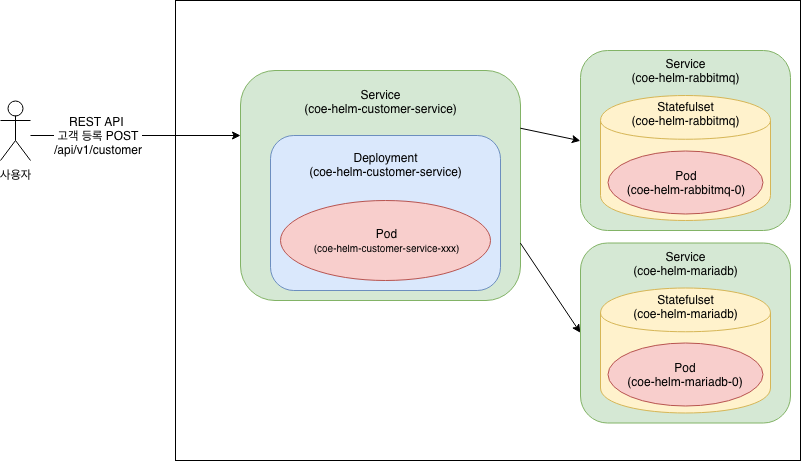 REST API
고객 등록 POST
/api/v1/customer
사용자
Service
(coe-helm-customer-service)
Deployment
(coe-helm-customer-service)
Pod
(coe-helm-customer-service-xxx)
Service
(coe-helm-rabbitmq)
Statefulset
(coe-helm-rabbitmq)
Pod
(coe-helm-rabbitmq-0)
Service
(coe-helm-mariadb)
Statefulset
(coe-helm-mariadb)
Pod
(coe-helm-mariadb-0)